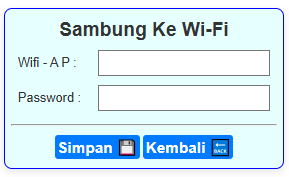 Sambung Ke Wi-Fi
Wifi - A P :
Password :
Simpan 💾 Kembali 🔙